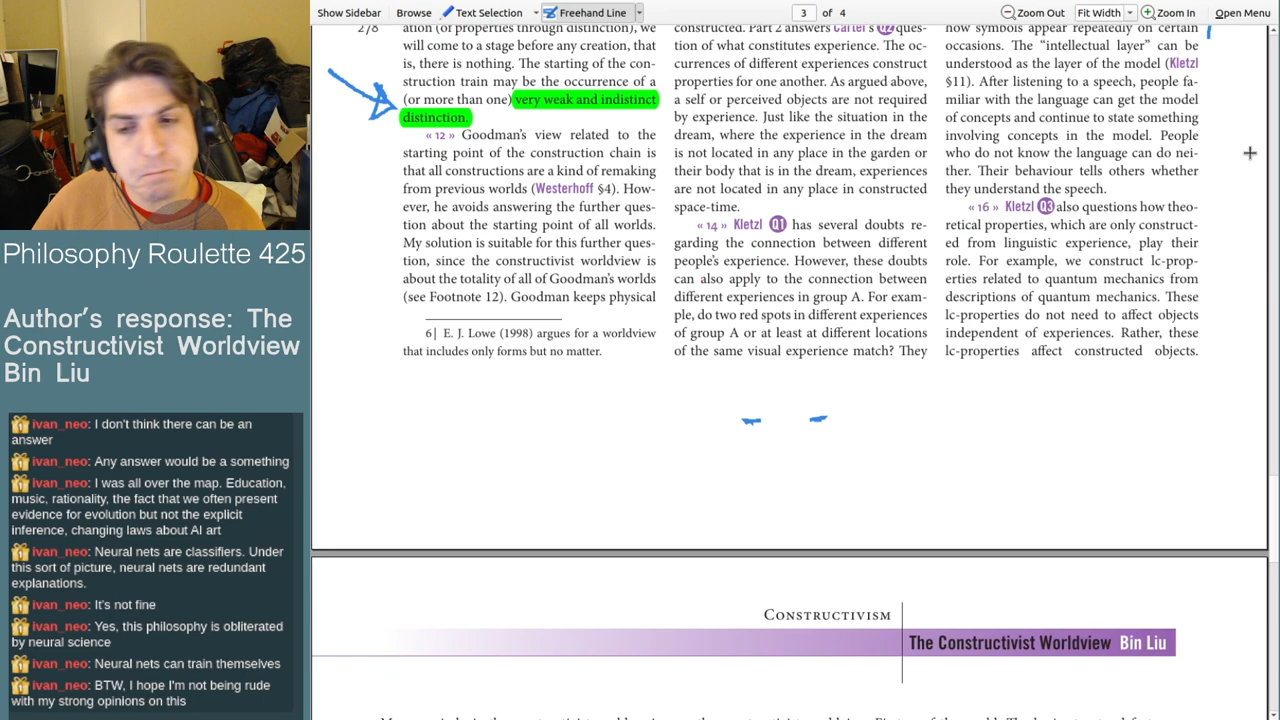 Show Sidebar Browse Text Selection Freehand Line 3 of 4 Zoom Out Fit Width Zoom In Open Menu
278
ation (or properties through distinction), we
will come to a stage before any creation, that
is, there is nothing. The starting of the con-
struction train may be the occurrence of a
(or more than one) very weak and indistinct
distinction.
« 12 » Goodman's view related to the
starting point of the construction chain is
that all constructions are a kind of remaking
from previous worlds (Westerhoff §4). How-
ever, he avoids answering the further ques-
tion about the starting point of all worlds.
My solution is suitable for this further ques-
tion, since the constructivist worldview is
about the totality of all of Goodman's worlds
(see Footnote 12). Goodman keeps physical
6| E. J. Lowe (1998) argues for a worldview
that includes only forms but no matter.
constructed. Part 2 answers Carter's Q2 ques-
tion of what constitutes experience. The oc-
currences of different experiences construct
properties for one another. As argued above,
a self or perceived objects are not required
by experience. Just like the situation in the
dream, where the experience in the dream
is not located in any place in the garden or
their body that is in the dream, experiences
are not located in any place in constructed
space-time.
« 14 » Kletzl Q1 has several doubts re-
garding the connection between different
people's experience. However, these doubts
can also apply to the connection between
different experiences in group A. For exam-
ple, do two red spots in different experiences
of group A or at least at different locations
of the same visual experience match? They
how symbols appear repeatedly on certain
occasions. The “intellectual layer” can be
understood as the layer of the model (Kletzl
§11). After listening to a speech, people fa-
miliar with the language can get the model
of concepts and continue to state something
involving concepts in the model. People
who do not know the language can do nei-
ther. Their behaviour tells others whether
they understand the speech.
« 16 » Kletzl Q3 also questions how theo-
retical properties, which are only construct-
ed from linguistic experience, play their
role. For example, we construct lc-prop-
erties related to quantum mechanics from
descriptions of quantum mechanics. These
lc-properties do not need to affect objects
independent of experiences. Rather, these
lc-properties affect constructed objects.
Constructivism
The Constructivist Worldview Bin Liu
Philosophy Roulette 425
Author's response: The
Constructivist Worldview
Bin Liu
ivan_neo: I don't think there can be an
answer
ivan_neo: Any answer would be a something
ivan_neo: I was all over the map. Education,
music, rationality, the fact that we often present
evidence for evolution but not the explicit
inference, changing laws about AI art
ivan_neo: Neural nets are classifiers. Under
this sort of picture, neural nets are redundant
explanations.
ivan_neo: It's not fine
ivan_neo: Yes, this philosophy is obliterated
by neural science
ivan_neo: Neural nets can train themselves
ivan_neo: BTW, I hope I'm not being rude
with my strong opinions on this